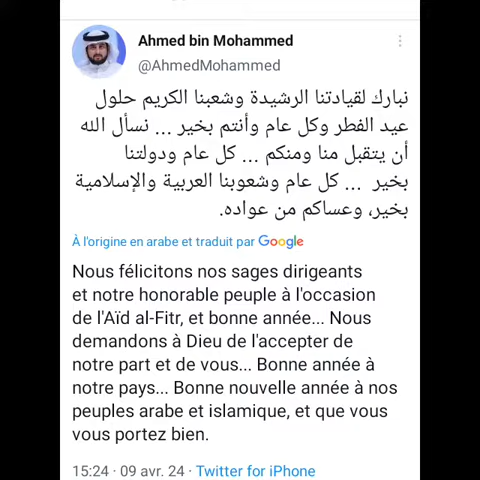 Ahmed bin Mohammed
@AhmedMohammed
نبارك لقيادتنا الرشيدة وشعبنا الكريم حلول
عيد الفطر وكل عام وأنتم بخير ... نسأل الله
أن يتقبل منا ومنكم ... كل عام ودولتنا
بخير ... كل عام وشعوبنا العربية والإسلامية
بخير، وعساكم من عواده.
À l'origine en arabe et traduit par Google
Nous félicitons nos sages dirigeants
et notre honorable peuple à l'occasion
de l'Aïd al-Fitr, et bonne année... Nous
demandons à Dieu de l'accepter de
notre part et de vous... Bonne année à
notre pays... Bonne nouvelle année à nos
peuples arabe et islamique, et que vous
vous portez bien.
15:24 · 09 avr. 24 · Twitter for iPhone